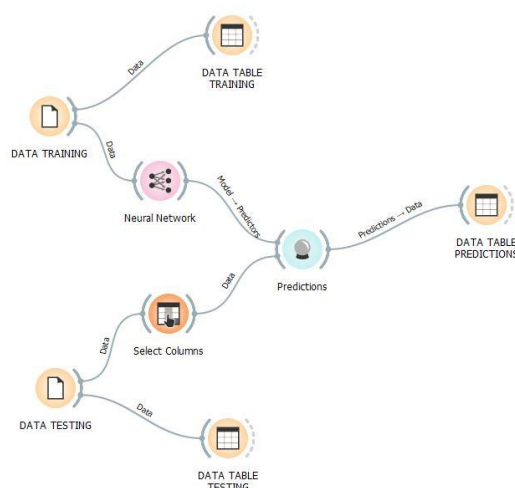 Data
DATA TABLE
TRAINING
DATA TRAINING
Data
Neural Network
Model → Predictors
Predictions → Data
DATA TABLE
PREDICTIONS
Predictions
Data
Select Columns
Data
DATA TESTING
Data
DATA TABLE
TESTING